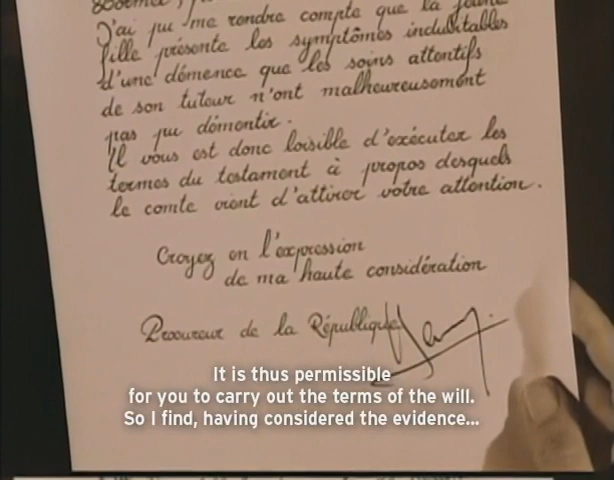 J'ai pu me rendre compte que la jeune
fille présente les symptômes indubitables
d'une démence que les soins attentifs
de son tuteur n'ont malheureusement
pas pu démentir.
Il vous est donc loisible d'exécuter les
termes du testament à propos desquels
le comte vient d'attirer votre attention.
Croyez en l'expression
de ma haute considération
Procureur de la République
It is thus permissible
for you to carry out the terms of the will.
So I find, having considered the evidence...